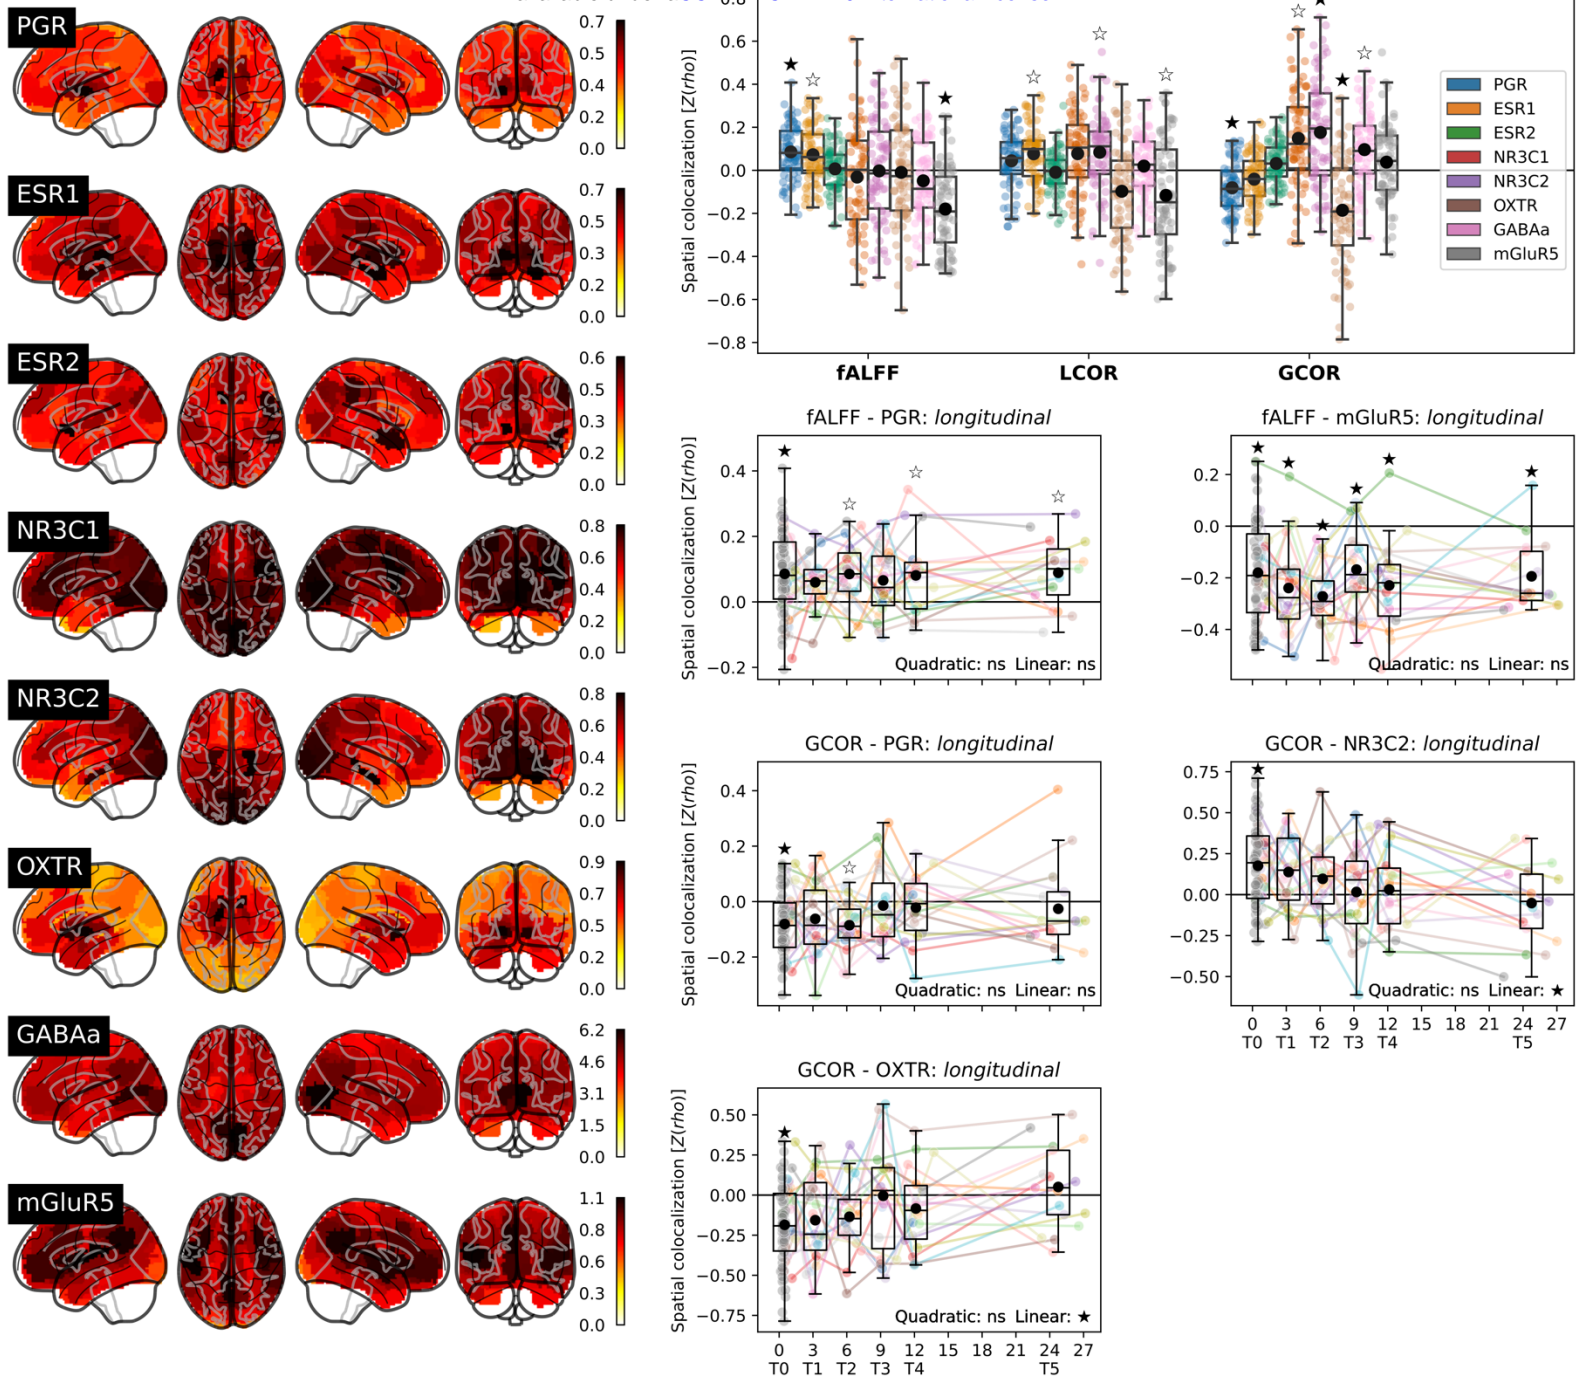 PGR
0.7
0.5
0.4
0.2
0.0
ESR1
0.7
0.5
0.3
0.2
0.0
ESR2
0.6
0.5
0.3
0.2
0.0
NR3C1
0.8
0.6
0.4
0.2
0.0
NR3C2
0.8
0.6
0.4
0.2
0.0
OXTR
0.9
0.7
0.5
0.2
0.0
GABAa
6.2
4.6
3.1
1.5
0.0
mGluR5
1.1
0.8
0.6
0.3
0.0
Spatial colocalization [Z(rho)]
0.8
0.6
0.4
0.2
0.0
−0.2
−0.4
−0.6
−0.8
★ ☆ ★ ☆ ☆ ☆ ★ ☆ ★ ★ ☆
PGR
ESR1
ESR2
NR3C1
NR3C2
OXTR
GABAa
mGluR5
fALFF LCOR GCOR
fALFF - PGR: longitudinal
Spatial colocalization [Z(rho)]
0.4
0.2
0.0
−0.2
★ ☆ ☆ ☆
Quadratic: ns Linear: ns
fALFF - mGluR5: longitudinal
0.2
0.0
−0.2
−0.4
★ ★ ★ ★ ★ ★
Quadratic: ns Linear: ns
GCOR - PGR: longitudinal
Spatial colocalization [Z(rho)]
0.4
0.2
0.0
−0.2
★ ☆
Quadratic: ns Linear: ns
GCOR - NR3C2: longitudinal
0.75
0.50
0.25
0.00
−0.25
−0.50
★
Quadratic: ns Linear: ★
0 3 6 9 12 15 18 21 24 27
T0 T1 T2 T3 T4 T5
GCOR - OXTR: longitudinal
Spatial colocalization [Z(rho)]
0.50
0.25
0.00
−0.25
−0.50
−0.75
★
Quadratic: ns Linear: ★
0 3 6 9 12 15 18 21 24 27
T0 T1 T2 T3 T4 T5